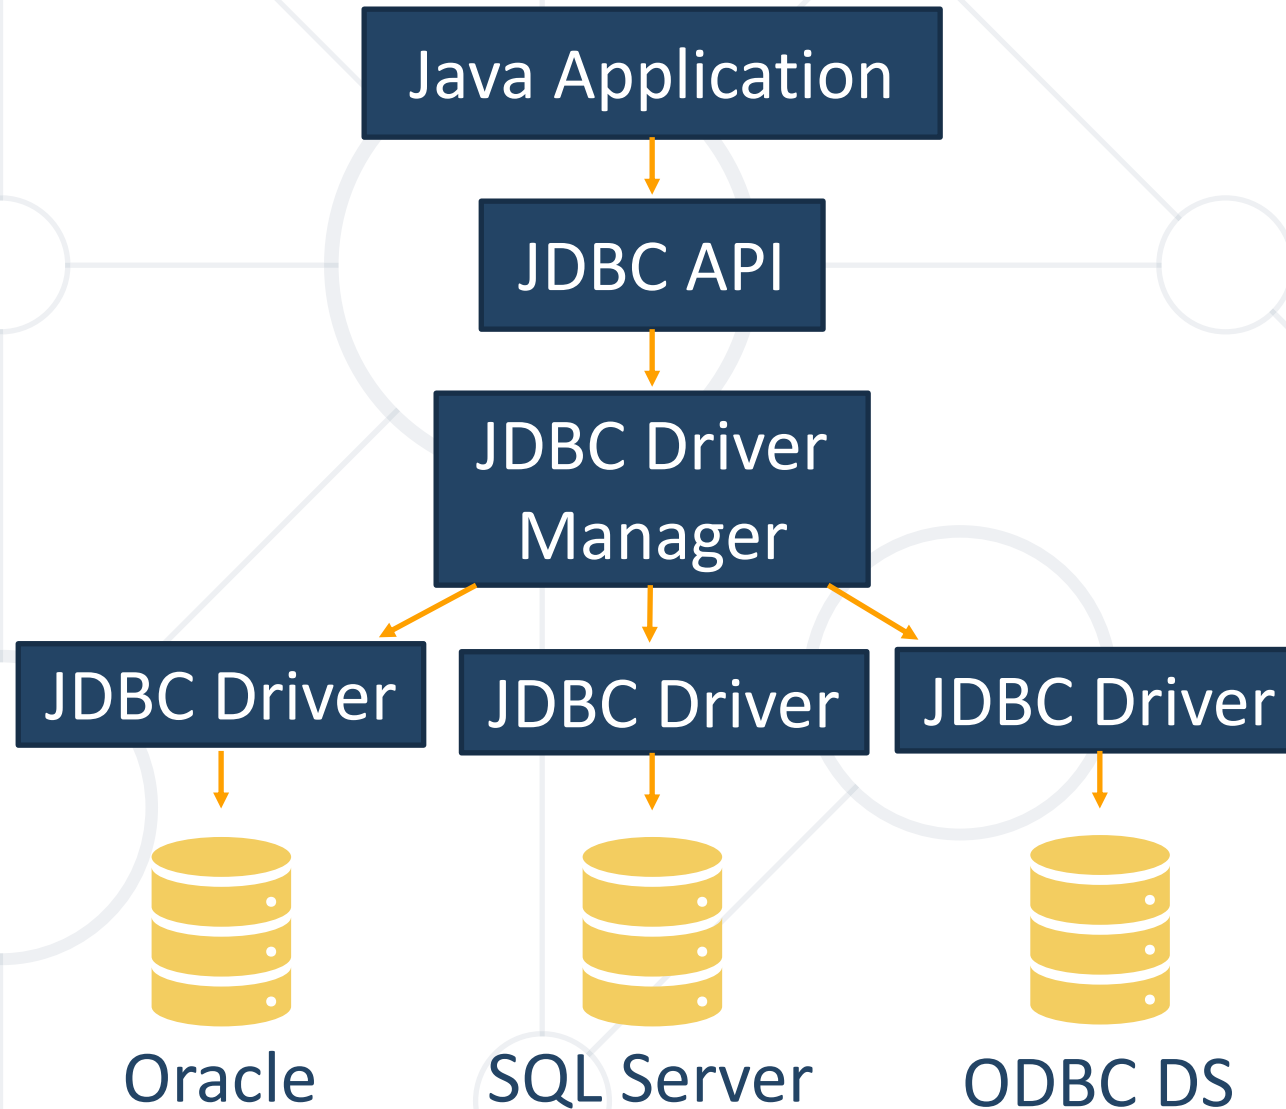 Java Application
JDBC API
JDBC Driver
Manager
JDBC Driver
JDBC Driver
JDBC Driver
Oracle
SQL Server
ODBC DS